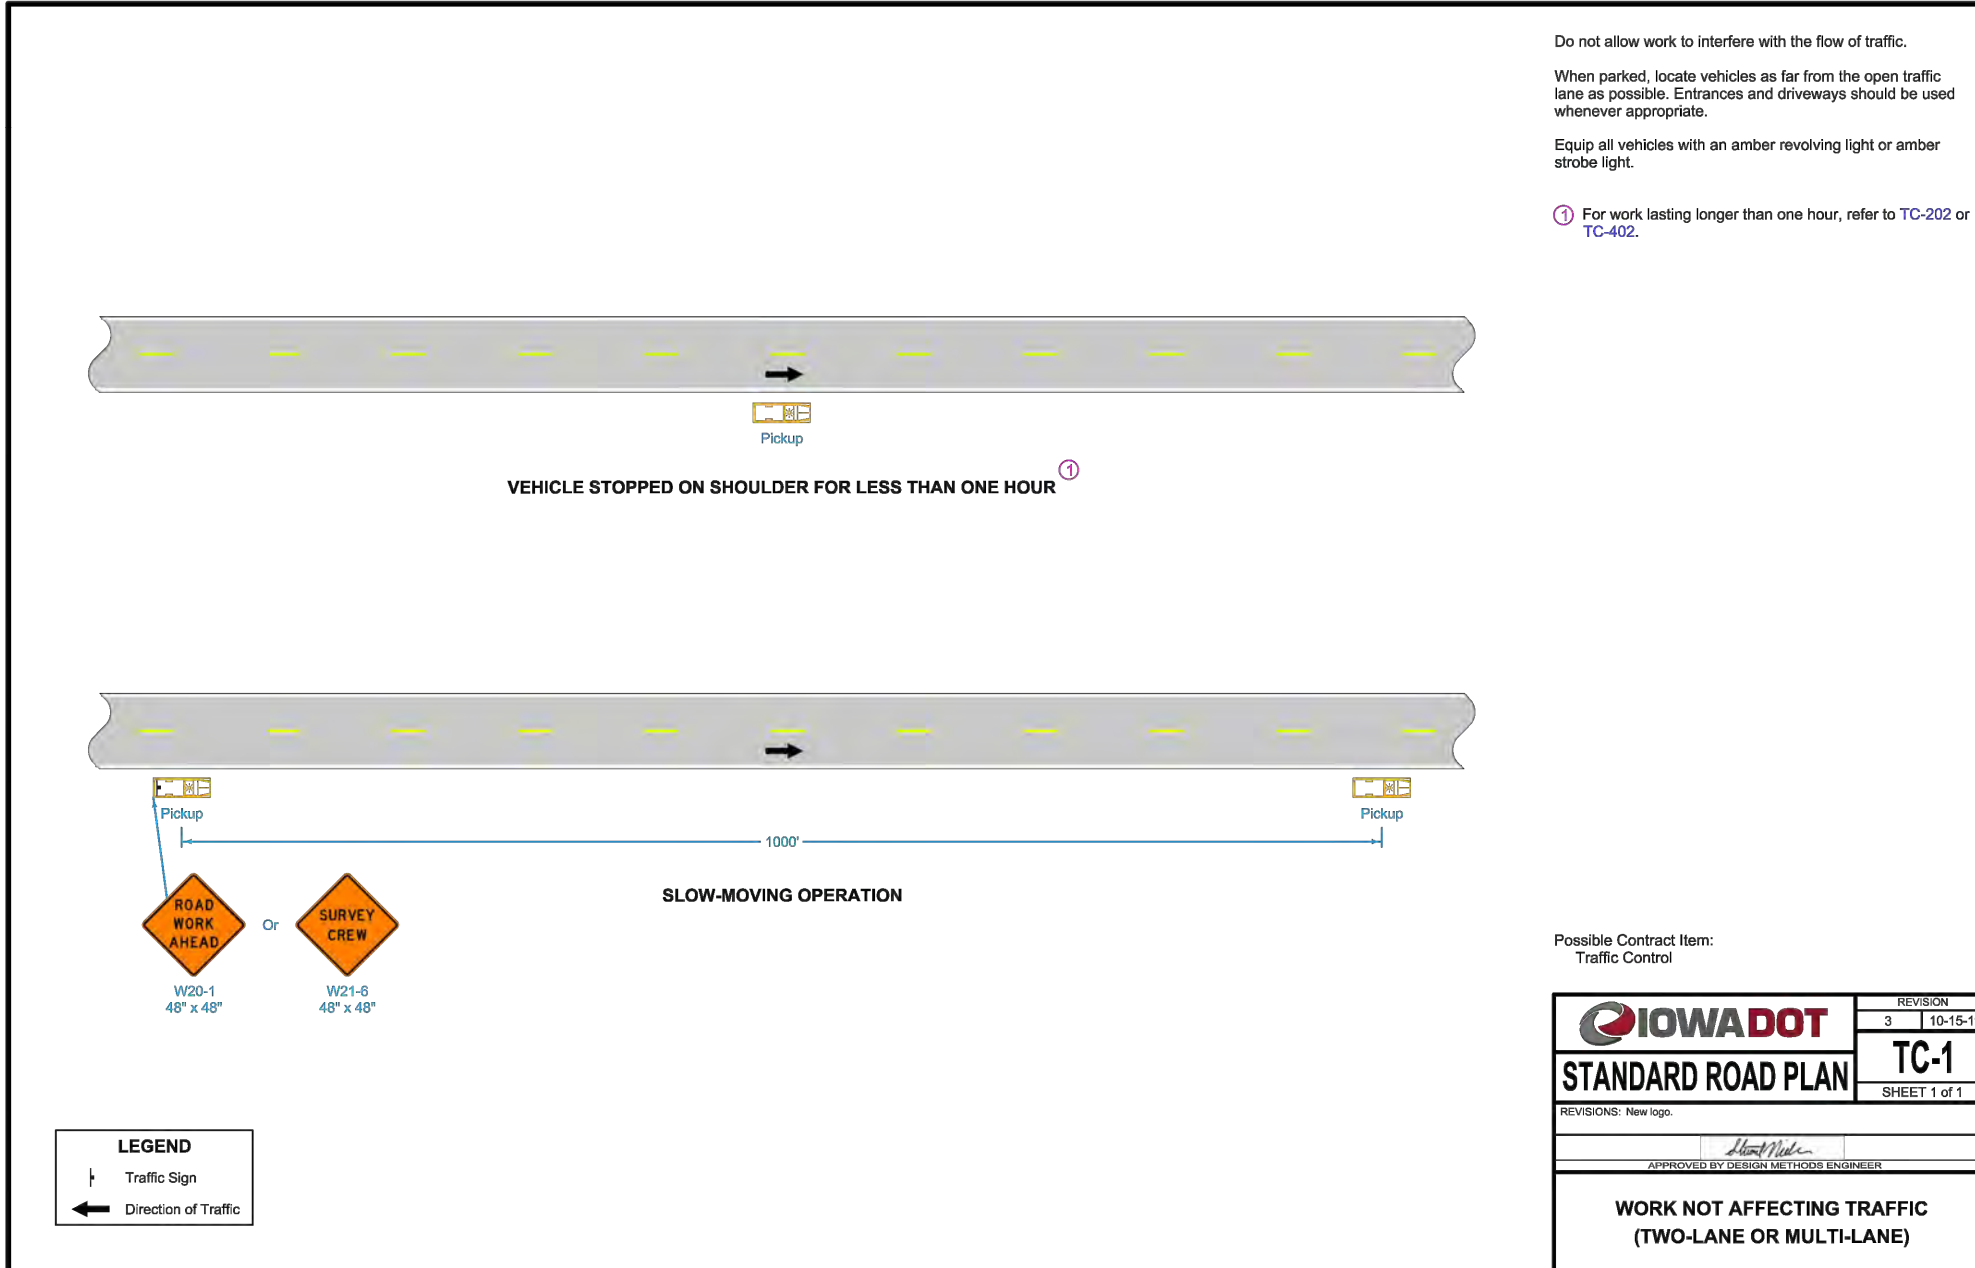 Do not allow work to interfere with the flow of traffic.
When parked, locate vehicles as far from the open traffic
lane as possible. Entrances and driveways should be used
whenever appropriate.
Equip all vehicles with an amber revolving light or amber
strobe light.
1 For work lasting longer than one hour, refer to TC-202 or
TC-402.
Pickup
VEHICLE STOPPED ON SHOULDER FOR LESS THAN ONE HOUR 1
Pickup
Pickup
1000'
SLOW-MOVING OPERATION
ROAD
WORK
AHEAD
Or
SURVEY
CREW
W20-1
48" x 48"
W21-6
48" x 48"
LEGEND
Traffic Sign
Direction of Traffic
Possible Contract Item:
Traffic Control
IOWADOT
REVISION
3
10-15-1
STANDARD ROAD PLAN
TC-1
SHEET 1 of 1
REVISIONS: New logo.
APPROVED BY DESIGN METHODS ENGINEER
WORK NOT AFFECTING TRAFFIC
(TWO-LANE OR MULTI-LANE)